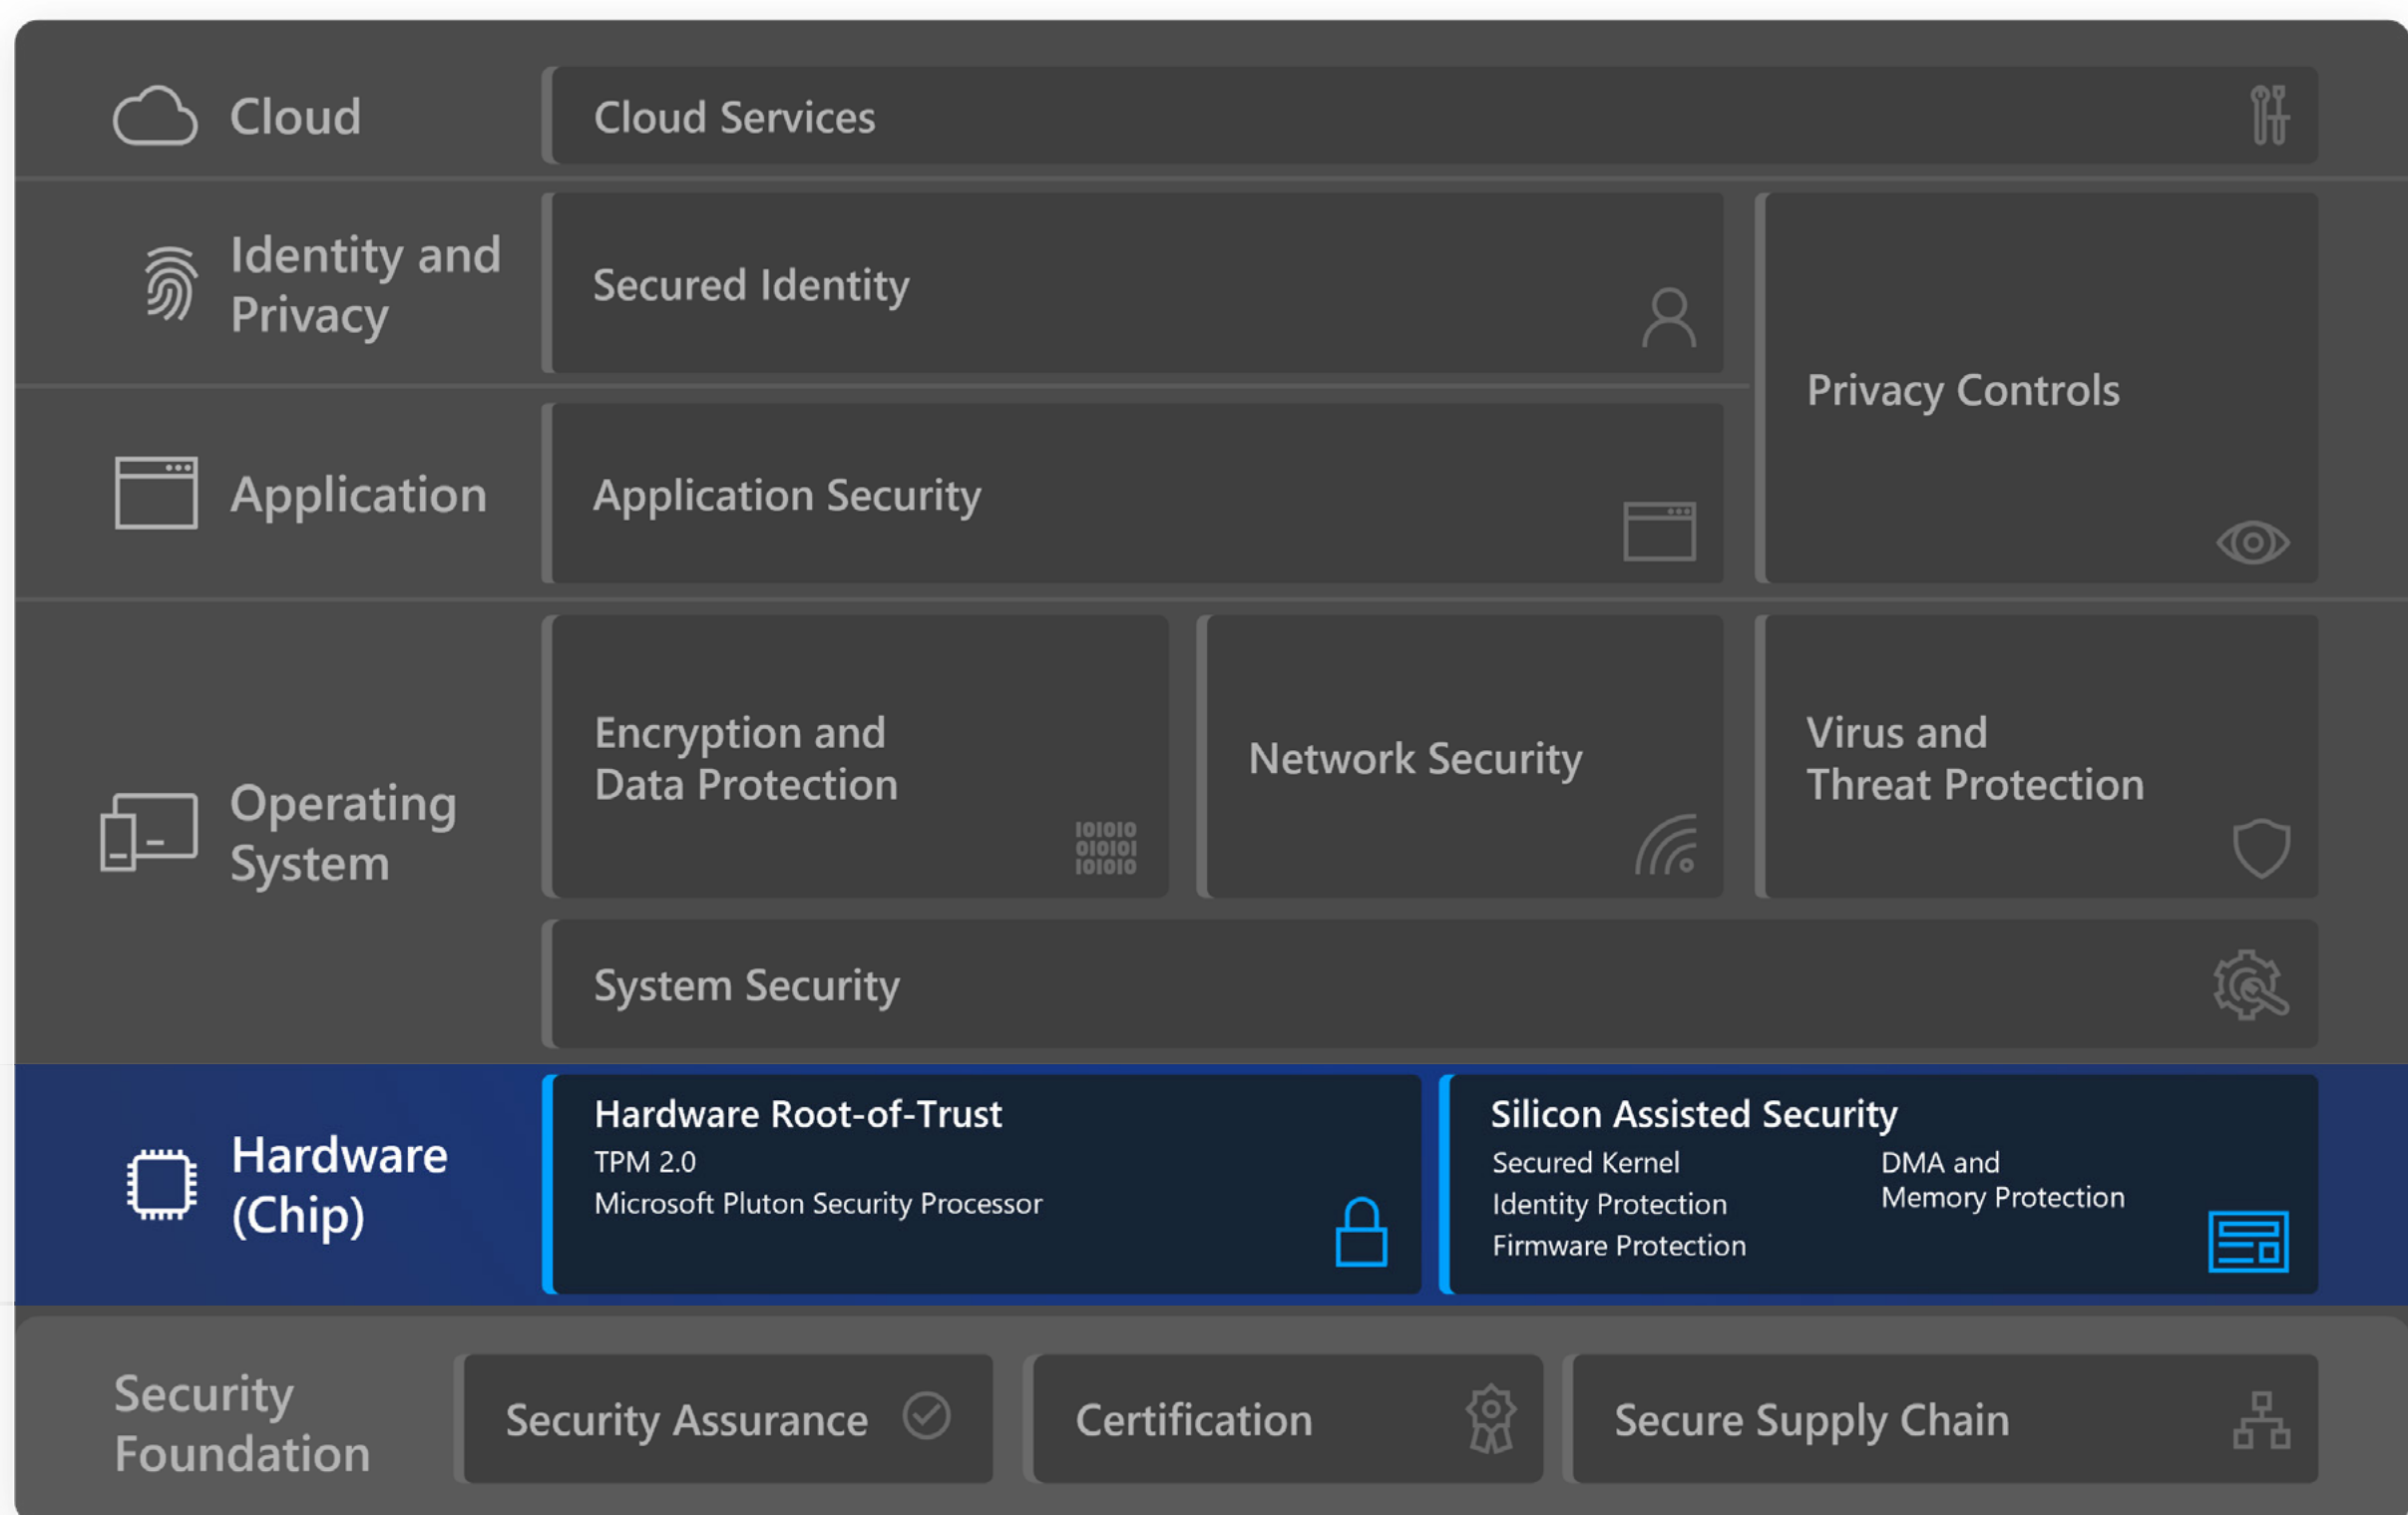 Cloud
Cloud Services
Identity and
Privacy
Secured Identity
Privacy Controls
Application
Application Security
Operating
System
Encryption and
Data Protection
101010
010101
101010
Network Security
Virus and
Threat Protection
System Security
Hardware
(Chip)
Hardware Root-of-Trust
TPM 2.0
Microsoft Pluton Security Processor
Silicon Assisted Security
Secured Kernel
Identity Protection
Firmware Protection
DMA and
Memory Protection
Security
Foundation
Security Assurance
Certification
Secure Supply Chain